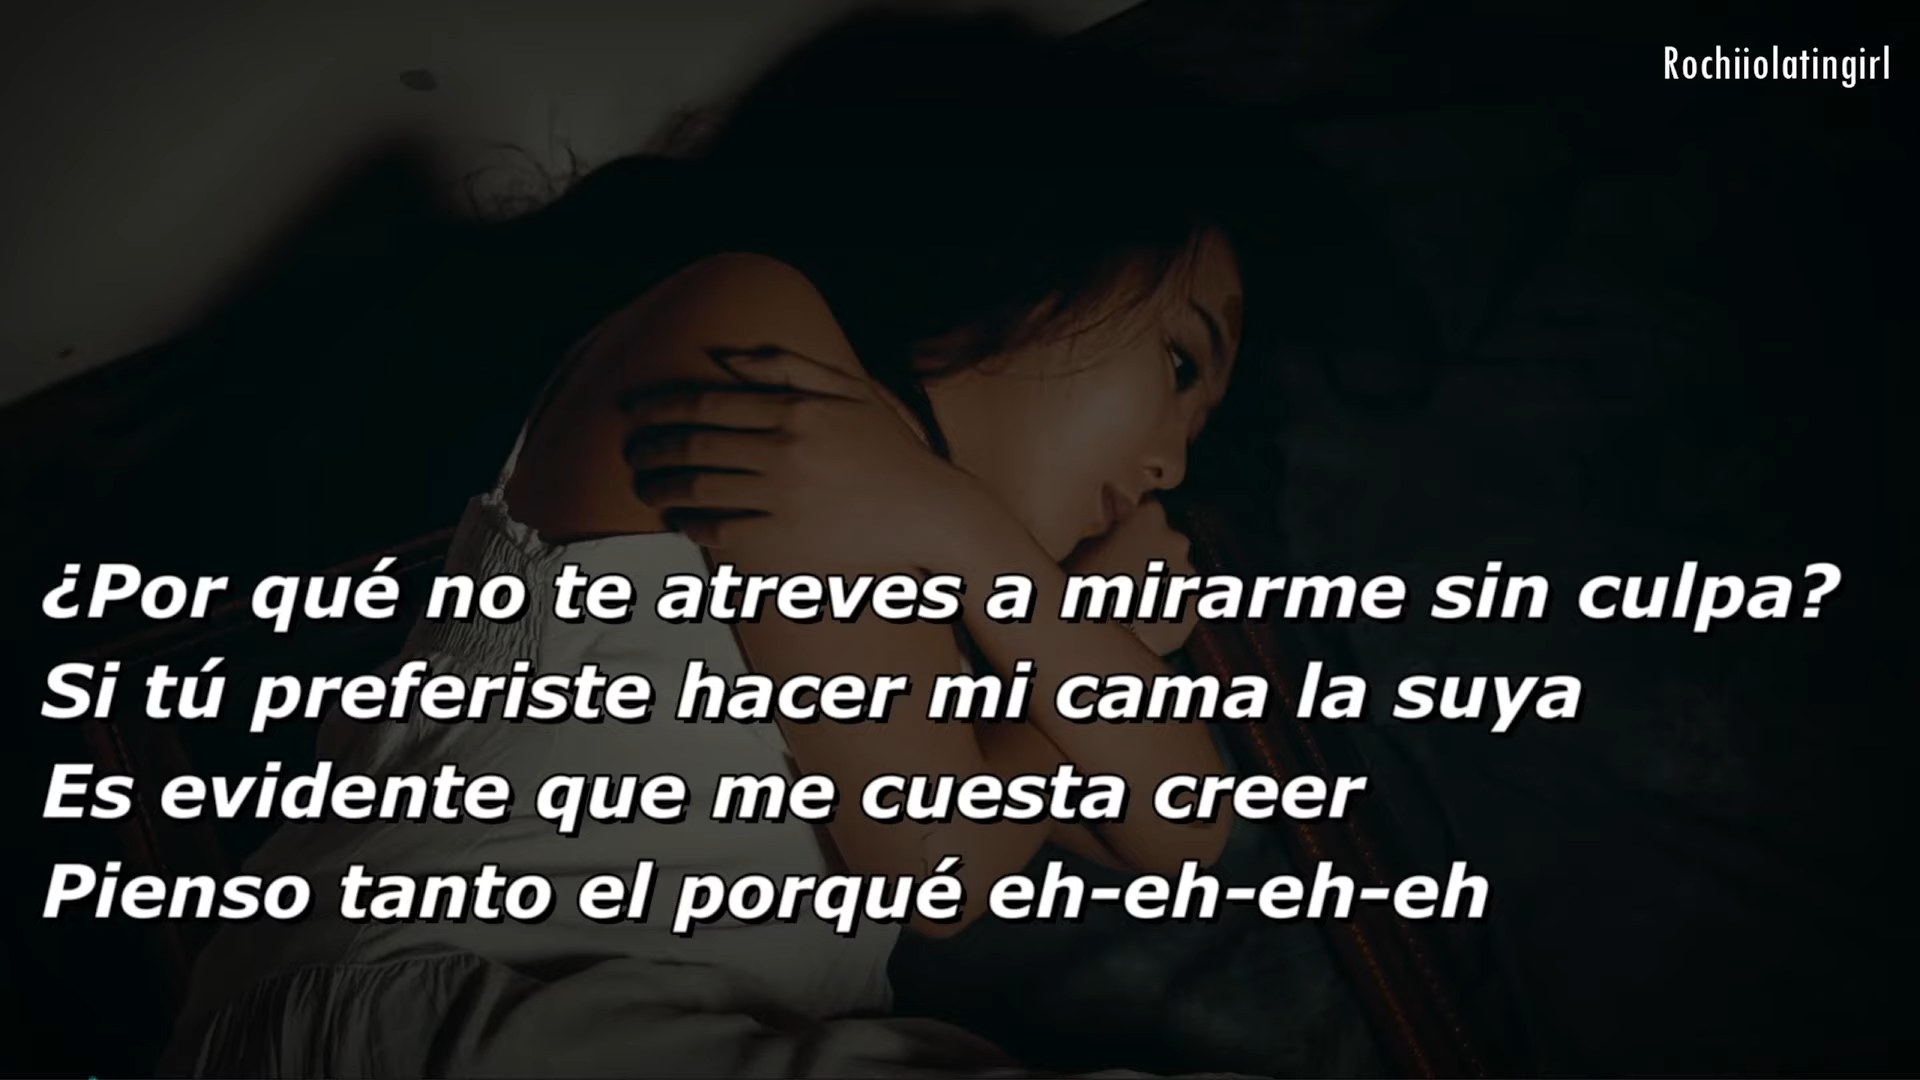 Rochiiolatingirl
¿Por qué no te atreves a mirarme sin culpa?
Si tú preferiste hacer mi cama la suya
Es evidente que me cuesta creer
Pienso tanto el porqué eh-eh-eh-eh